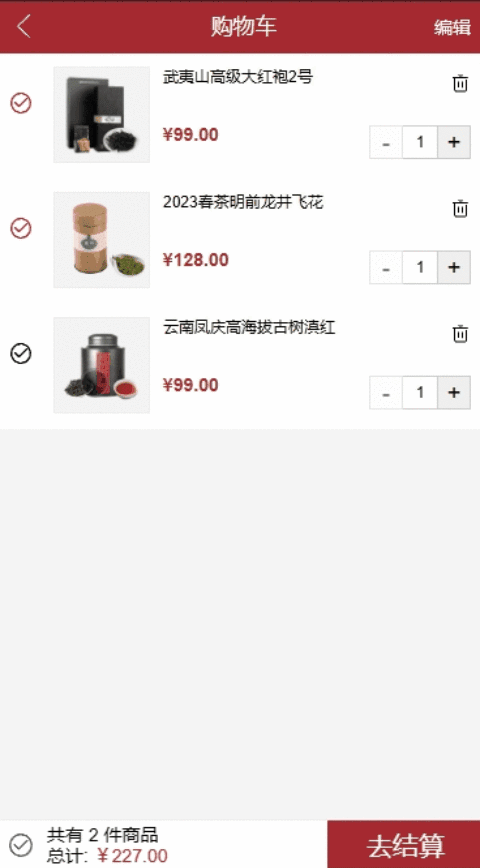 购物车
编辑
武夷山高级大红袍2号
¥99.00
- 1 +
2023春茶明前龙井飞花
¥128.00
- 1 +
云南凤庆高海拔古树滇红
¥99.00
- 1 +
共有 2 件商品
总计: ￥227.00
去结算